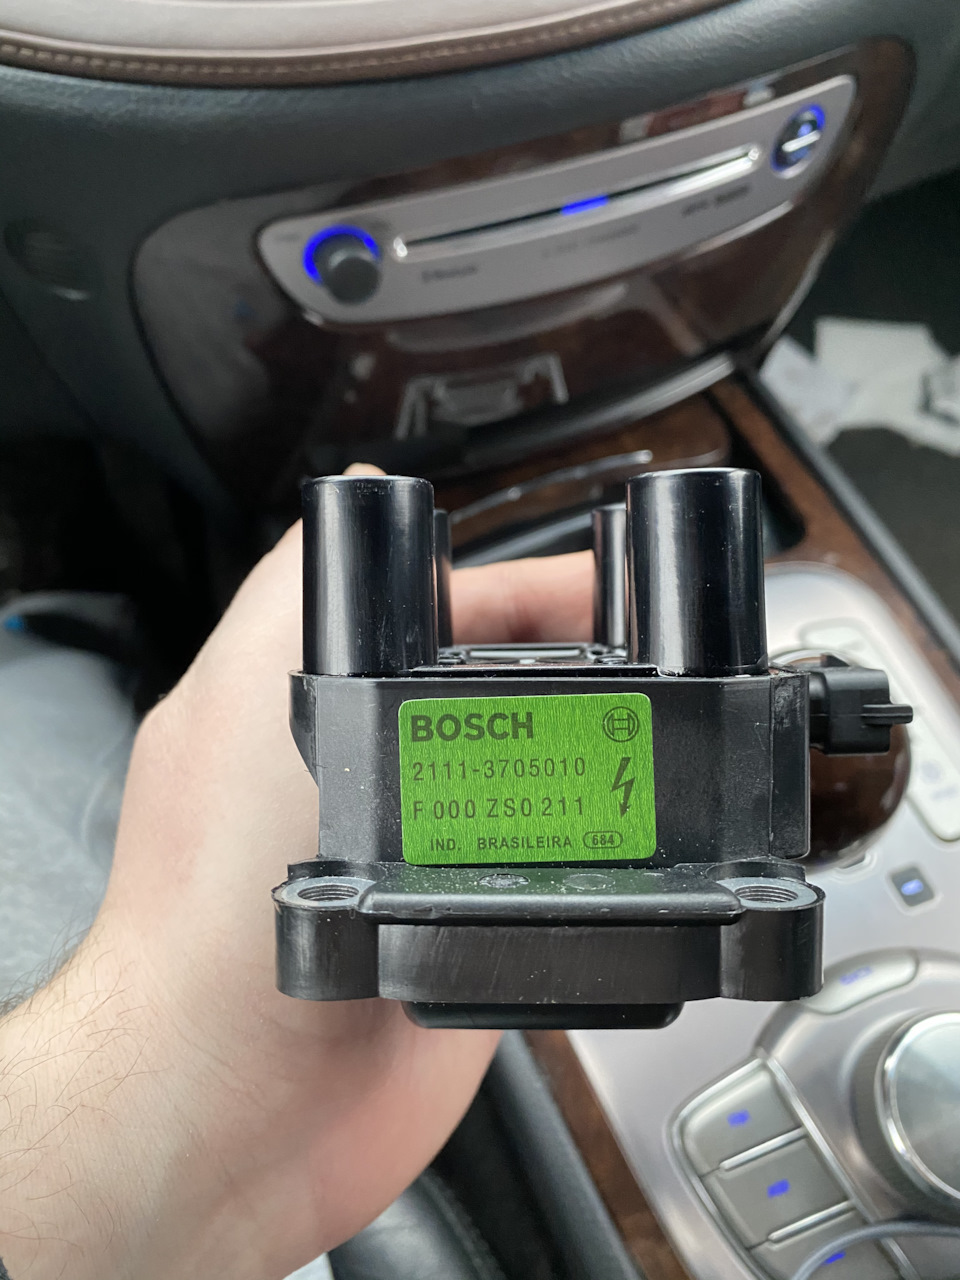 BOSCH
2111-3705010
F 000 ZS0 211
IND. BRASILEIRA 684